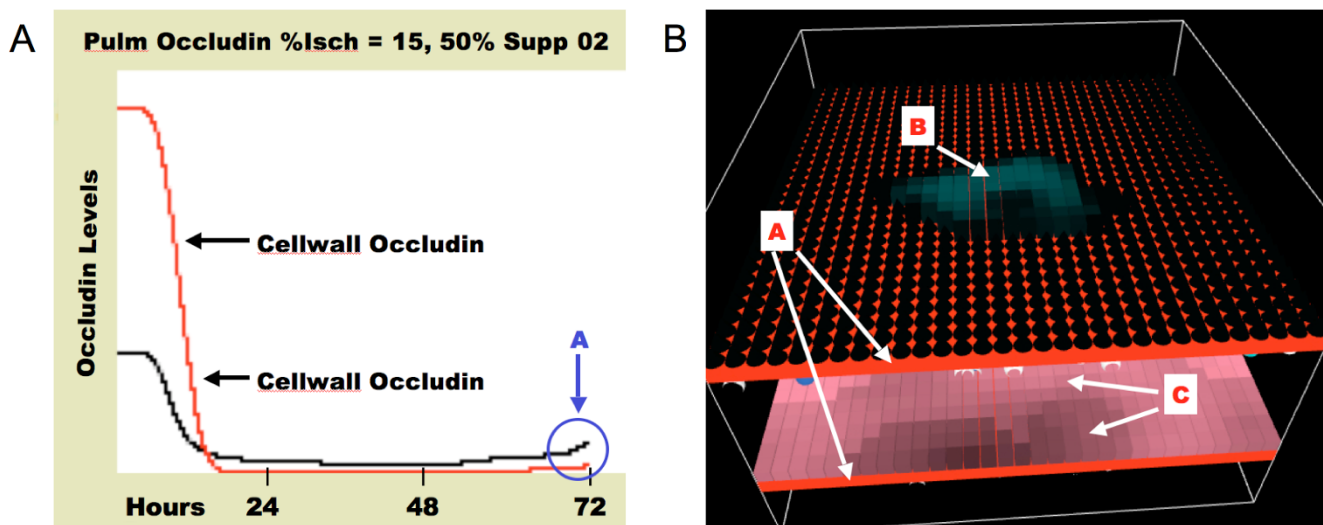 A
Pulm Occludin %Isch = 15, 50% Supp 02
Occludin Levels
Cellwall Occludin
Cellwall Occludin
A
Hours 24 48 72
B
B
A
C